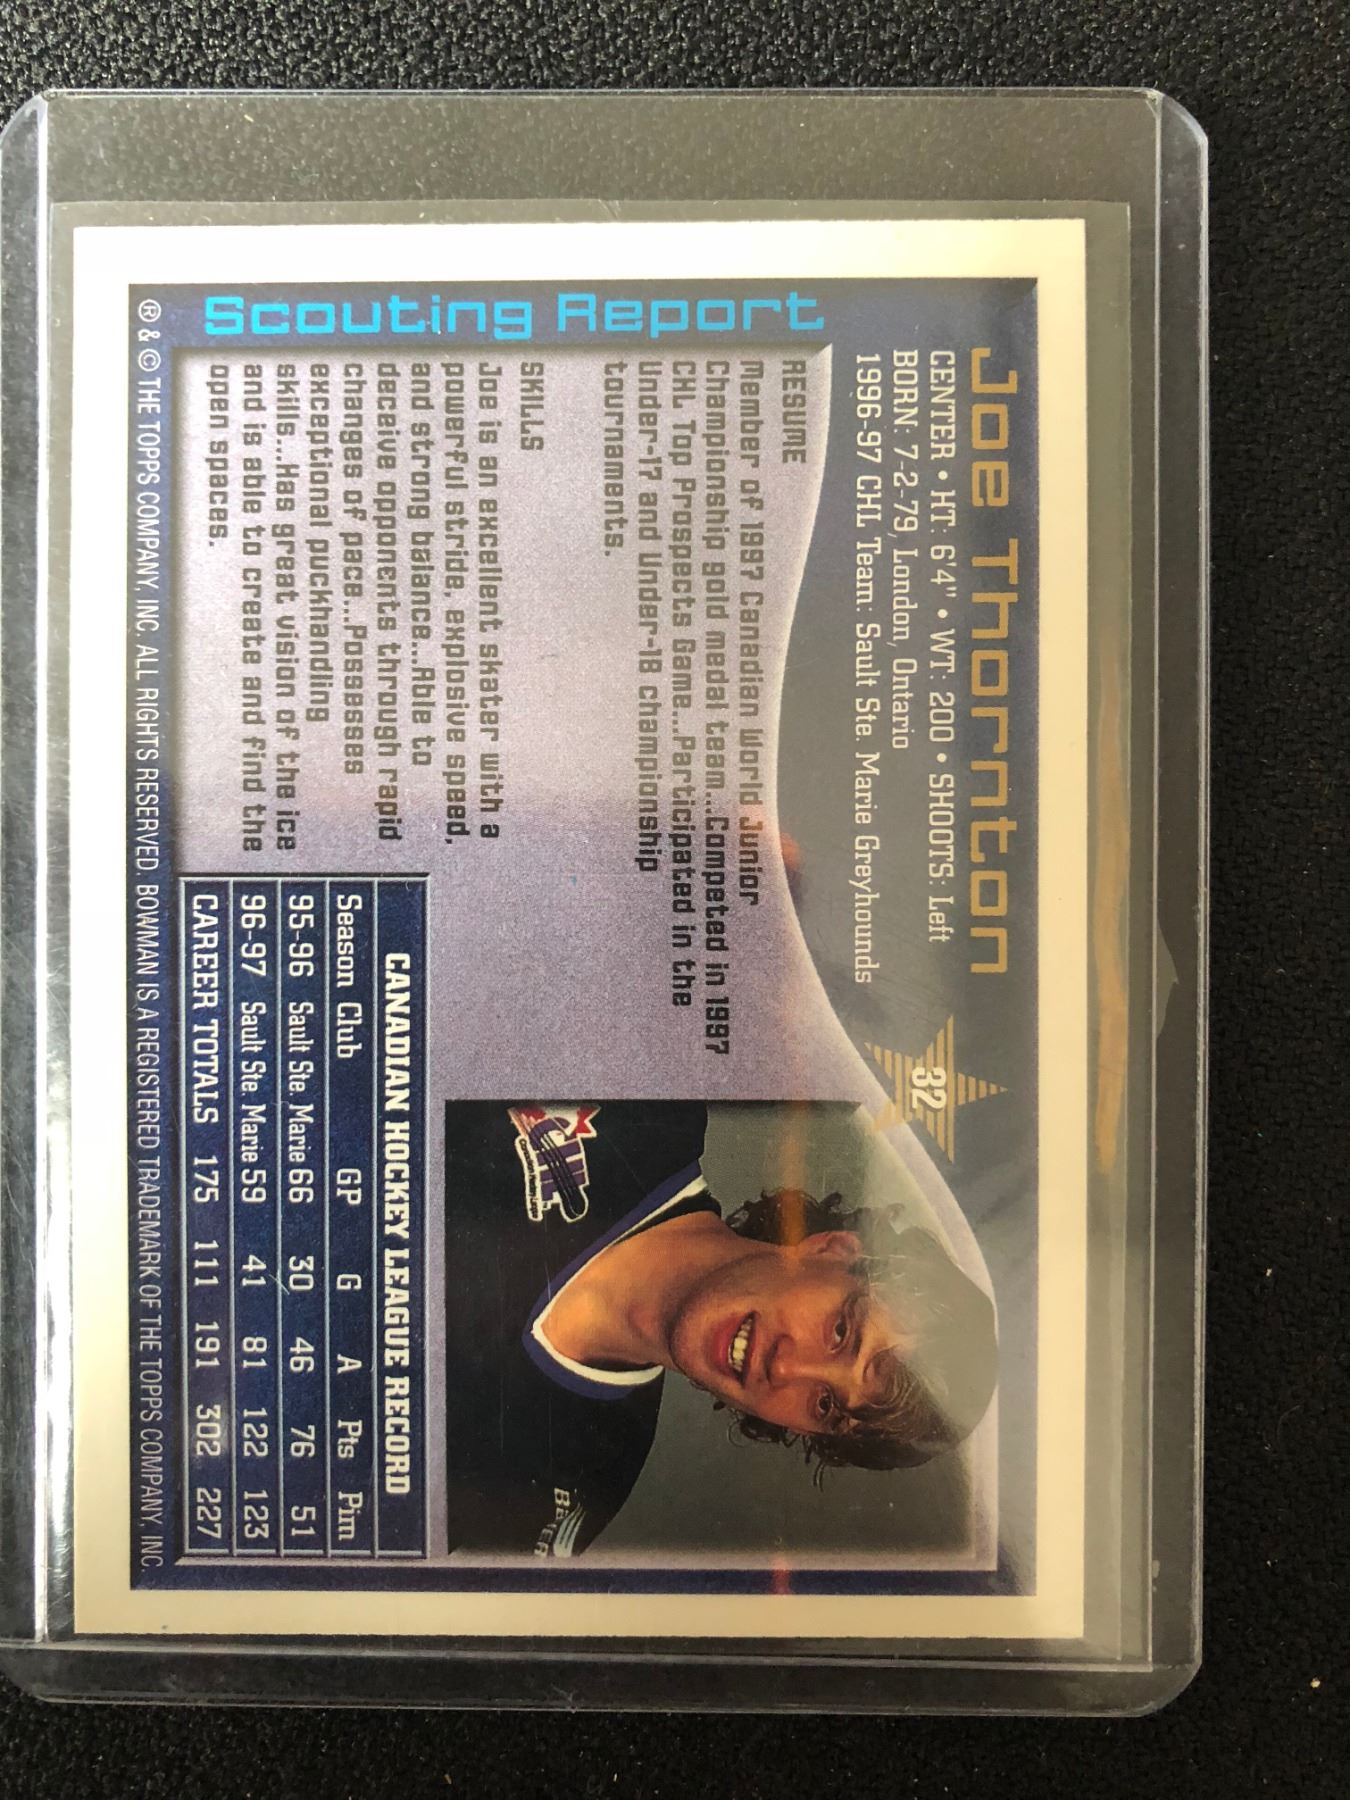 Joe Thornton
CENTER • HT: 6'4" • WT: 200 • SHOOTS: Left
BORN: 7-2-79, London, Ontario
1996-97 CHL Team: Sault Ste. Marie Greyhounds
32
Scouting Report
RESUME
Member of 1997 Canadian World Junior
Championship gold medal team...Competed in 1997
CHL Top Prospects Game...Participated in the
Under-17 and Under-18 championship
tournaments.
SKILLS
Joe is an excellent skater with a
powerful stride, explosive speed,
and strong balance...Able to
deceive opponents through rapid
changes of pace...Possesses
exceptional puckhandling
skills...Has great vision of the ice
and is able to create and find the
open spaces.
BAUER
CANADIAN HOCKEY LEAGUE RECORD
Season Club GP G A Pts Pim
95-96 Sault Ste. Marie 66 30 46 76 51
96-97 Sault Ste. Marie 59 41 81 122 123
CAREER TOTALS 175 111 191 302 227
® & © THE TOPPS COMPANY, INC. ALL RIGHTS RESERVED. BOWMAN IS A REGISTERED TRADEMARK OF THE TOPPS COMPANY, INC.